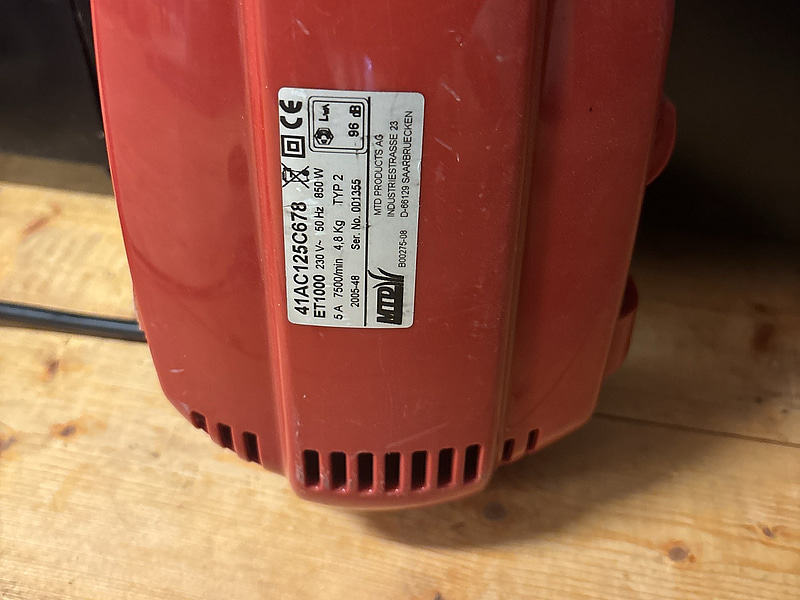 41AC125C678
ET1000 230 V~ 50 Hz 850 W
5 A 7500/min 4,8 Kg TYP 2
2005-48 Ser. No. 001355
CE
LWA
96 dB
MTD
MTD PRODUCTS AG
INDUSTRIESTRASSE 23
B00275-08 D-66129 SAARBRUECKEN